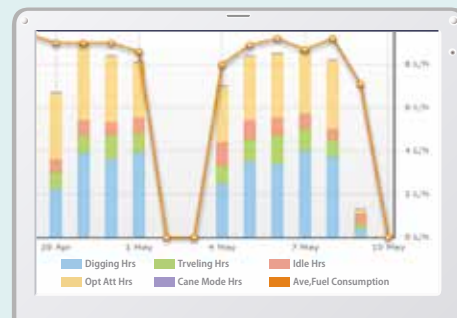 8 L/h
6 L/h
4 L/h
2 L/h
0 L/h
28 Apr 1 May 4 May 7 May 10 May
Digging Hrs Trveling Hrs Idle Hrs
Opt Att Hrs Cane Mode Hrs Ave,Fuel Consumption